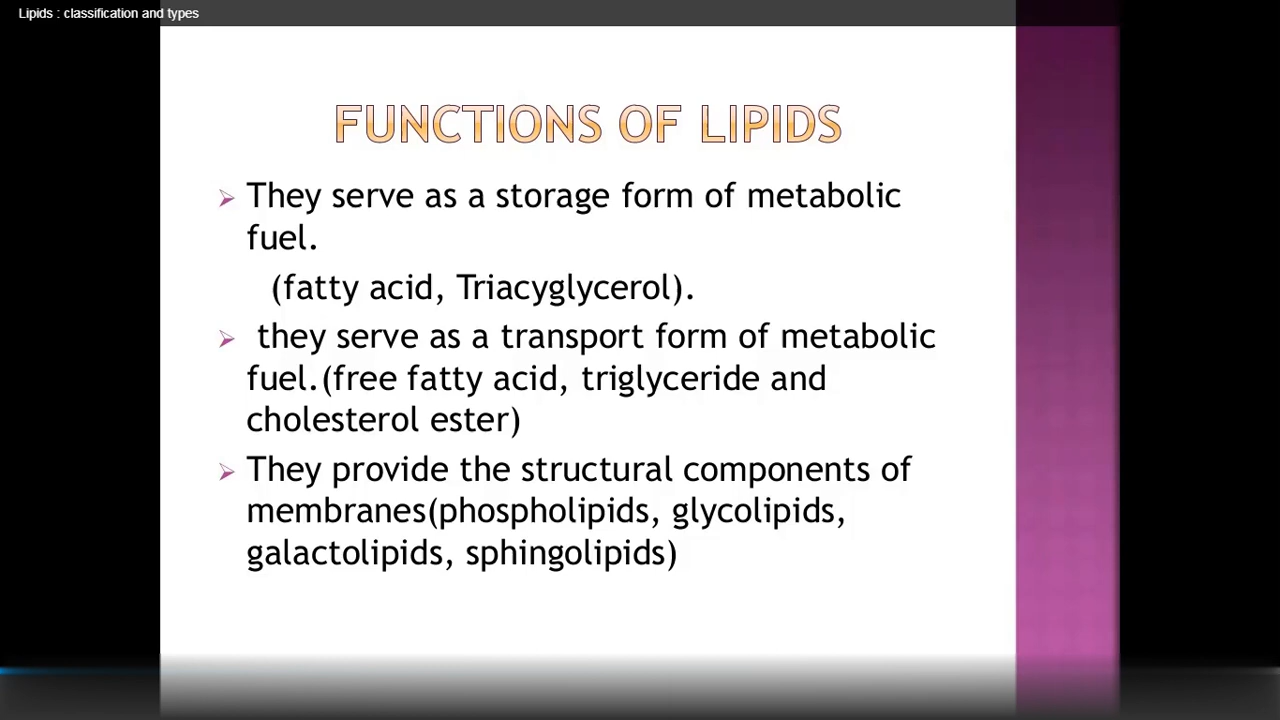 Lipids : classification and types
FUNCTIONS OF LIPIDS
They serve as a storage form of metabolic
fuel.
(fatty acid, Triacyglycerol).
they serve as a transport form of metabolic
fuel.(free fatty acid, triglyceride and
cholesterol ester)
They provide the structural components of
membranes(phospholipids, glycolipids,
galactolipids, sphingolipids)